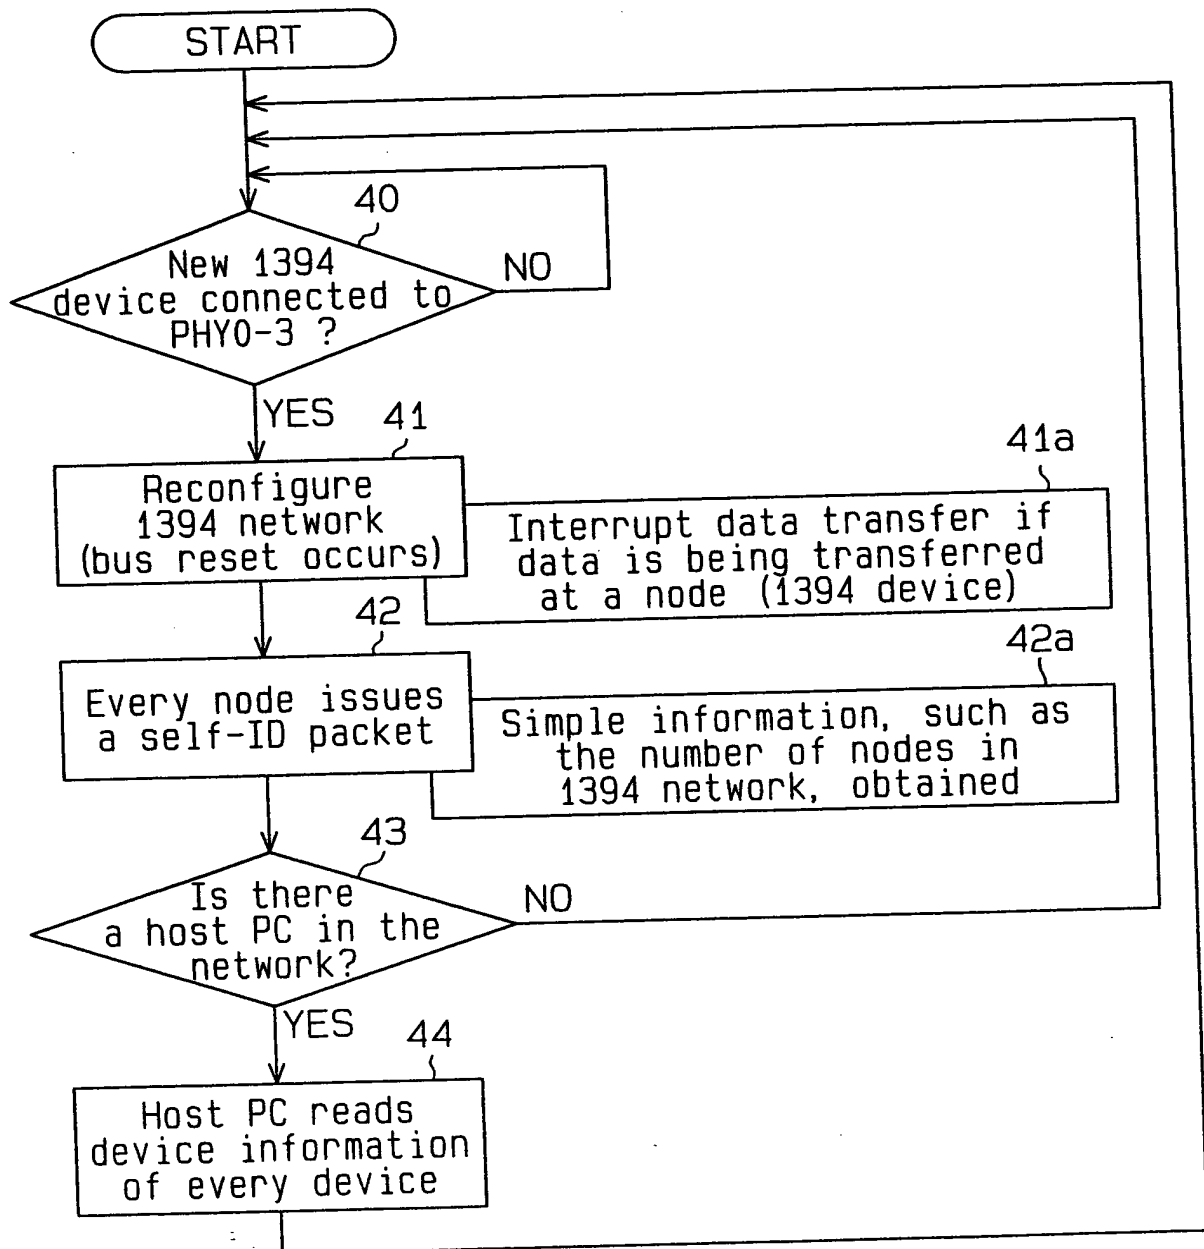 START
40
New 1394
device connected to
PHY0-3 ?
NO
YES
41
Reconfigure
1394 network
(bus reset occurs)
41a
Interrupt data transfer if
data is being transferred
at a node (1394 device)
42
Every node issues
a self-ID packet
42a
Simple information, such as
the number of nodes in
1394 network, obtained
43
Is there
a host PC in the
network?
NO
YES
44
Host PC reads
device information
of every device